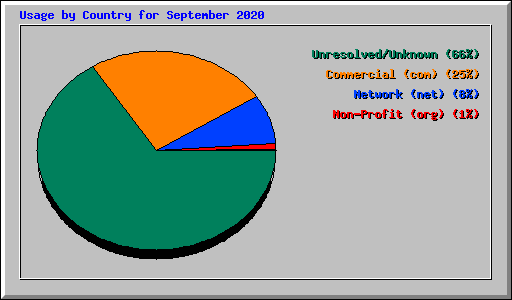 Usage by Country for September 2020
Unresolved/Unknown (66%)
Commercial (com) (25%)
Network (net) (8%)
Non-Profit (org) (1%)